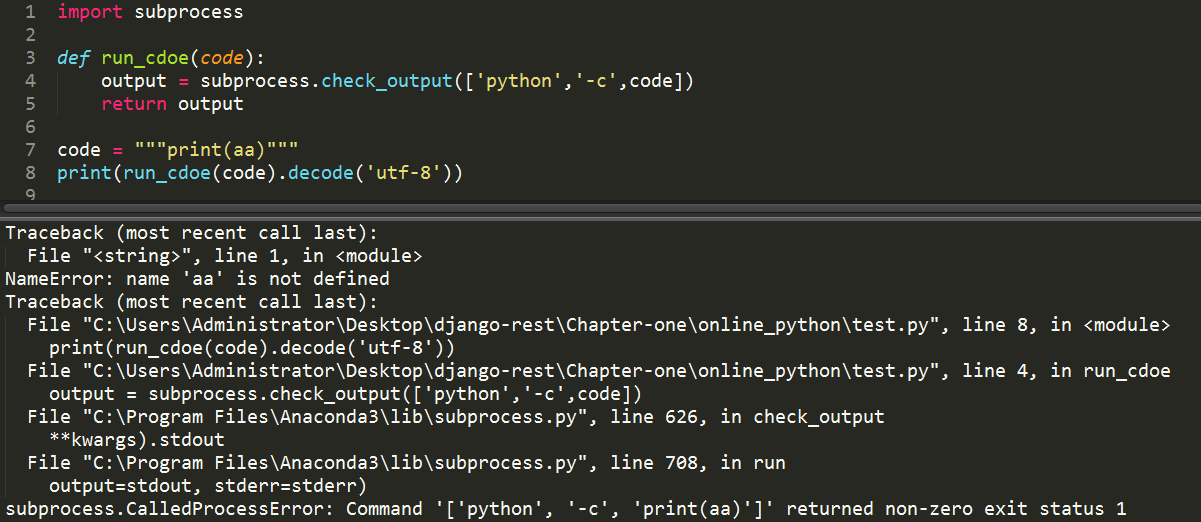 1 import subprocess
2
3 def run_cdoe(code):
4     output = subprocess.check_output(['python','-c',code])
5     return output
6
7 code = """print(aa)"""
8 print(run_cdoe(code).decode('utf-8'))
9
Traceback (most recent call last):
  File "<string>", line 1, in <module>
NameError: name 'aa' is not defined
Traceback (most recent call last):
  File "C:\Users\Administrator\Desktop\django-rest\Chapter-one\online_python\test.py", line 8, in <module>
    print(run_cdoe(code).decode('utf-8'))
  File "C:\Users\Administrator\Desktop\django-rest\Chapter-one\online_python\test.py", line 4, in run_cdoe
    output = subprocess.check_output(['python','-c',code])
  File "C:\Program Files\Anaconda3\lib\subprocess.py", line 626, in check_output
    **kwargs).stdout
  File "C:\Program Files\Anaconda3\lib\subprocess.py", line 708, in run
    output=stdout, stderr=stderr)
subprocess.CalledProcessError: Command '['python', '-c', 'print(aa)']' returned non-zero exit status 1